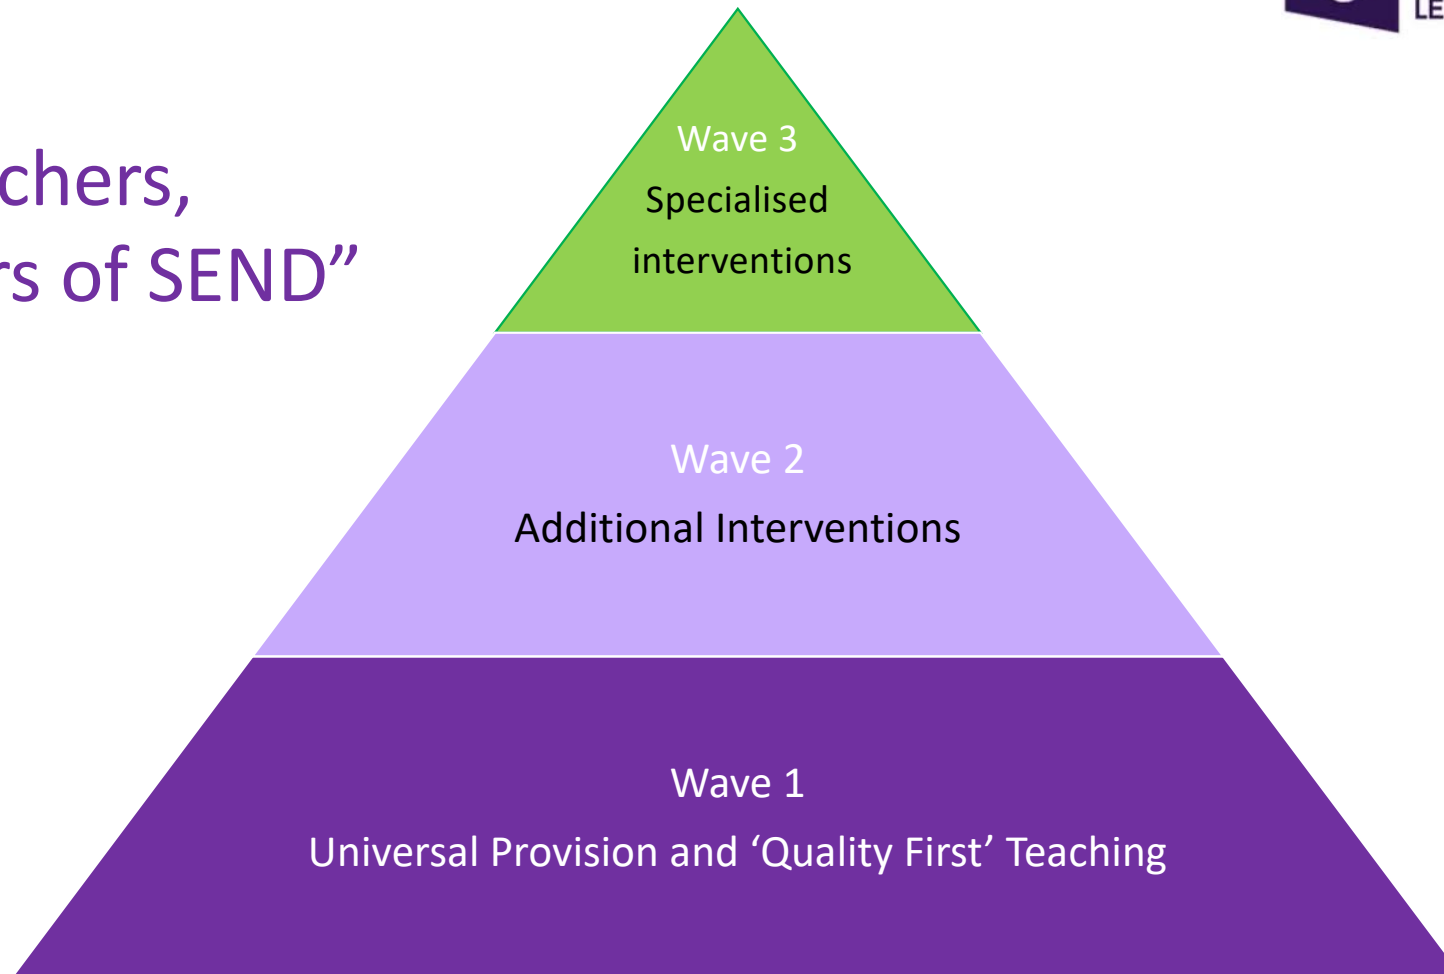 LE
Wave 3
chers,
Specialised
rs of SEND”
interventions
Wave 2
Additional Interventions
Wave 1
Universal Provision and ‘Quality First’ Teaching